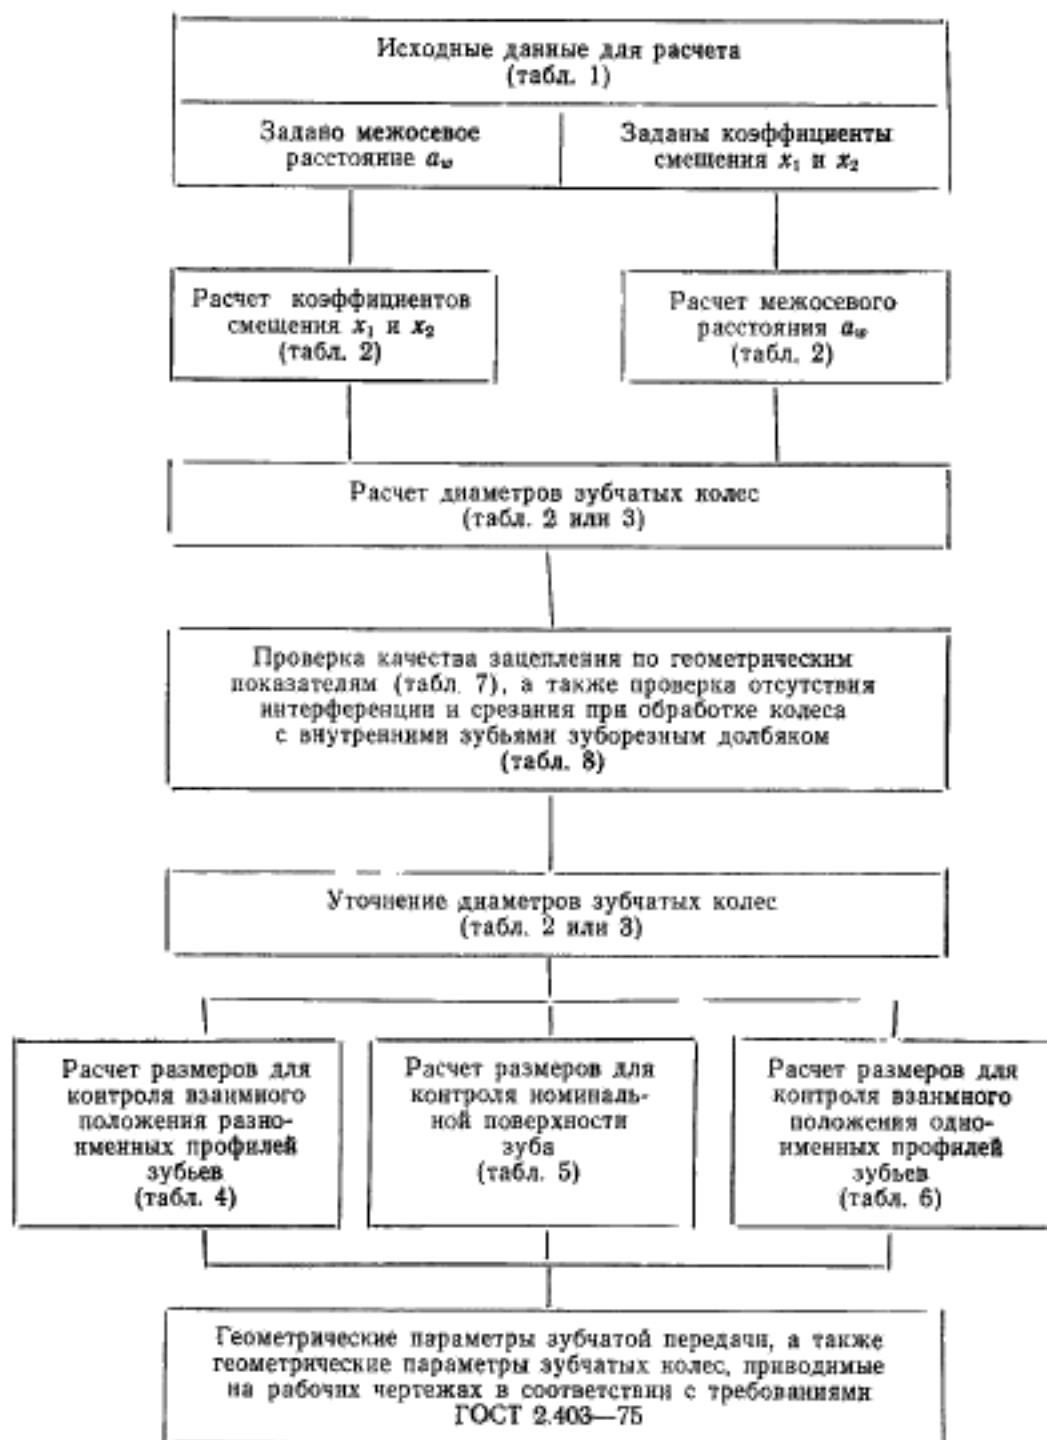 Исходные данные для расчета
(табл. 1)
Задано межосевое
расстояние a_w
Заданы коэффициенты
смещения x₁ и x₂
Расчет коэффициентов
смещения x₁ и x₂
(табл. 2)
Расчет межосевого
расстояния a_w
(табл. 2)
Расчет диаметров зубчатых колес
(табл. 2 или 3)
Проверка качества зацепления по геометрическим
показателям (табл. 7), а также проверка отсутствия
интерференции и срезания при обработке колеса
с внутренними зубьями зуборезным долбяком
(табл. 8)
Уточнение диаметров зубчатых колес
(табл. 2 или 3)
Расчет размеров для
контроля взаимного
положения разно-
именных профилей
зубьев
(табл. 4)
Расчет размеров для
контроля номиналь-
ной поверхности
зуба
(табл. 5)
Расчет размеров для
контроля взаимного
положения одно-
именных профилей
зубьев
(табл. 6)
Геометрические параметры зубчатой передачи, а также
геометрические параметры зубчатых колес, приводимые
на рабочих чертежах в соответствии с требованиями
ГОСТ 2.403—75